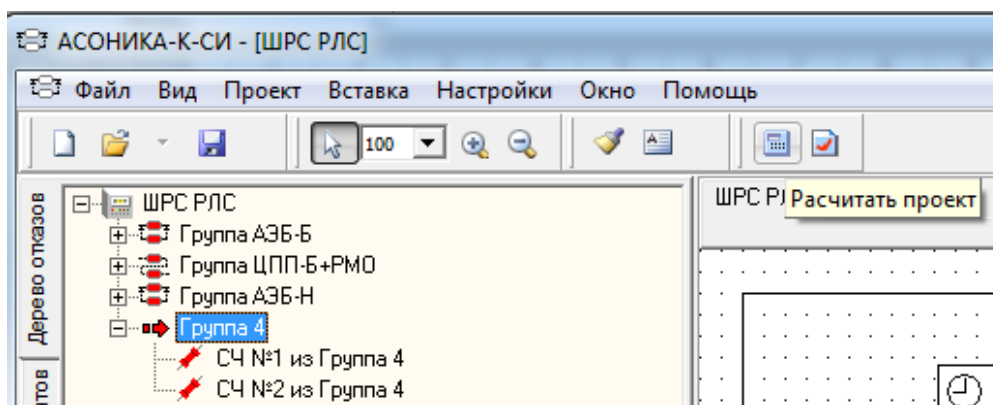 АСОНИКА-К-СИ - [ШРС РЛС]
Файл Вид Проект Вставка Настройки Окно Помощь
100
Дерево отказов
ШРС РЛС
Группа АЭБ-Б
Группа ЦПП-Б+РМО
Группа АЭБ-Н
Группа 4
СЧ №1 из Группа 4
СЧ №2 из Группа 4
ШРС
Расчитать проект